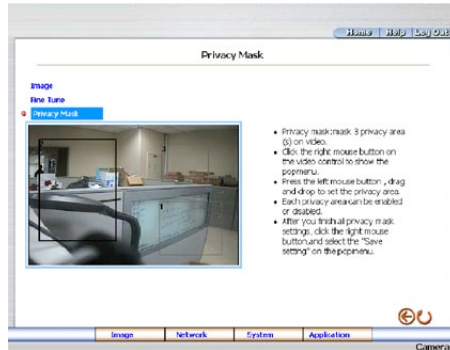 Home Help Log Out
Privacy Mask
Image
Fine Tune
Privacy Mask
Privacy mask:mask 3 privacy area
(s) on video.
Click the right mouse button on
the video control to show the
popmenu.
Press the left mouse button , drag
and drop to set the privacy area.
Each privacy area can be enabled
or disabled.
After you finish all privacy mask
settings, click the right mouse
button,and select the "Save
setting" on the popmenu.
Image Network System Application
Camera